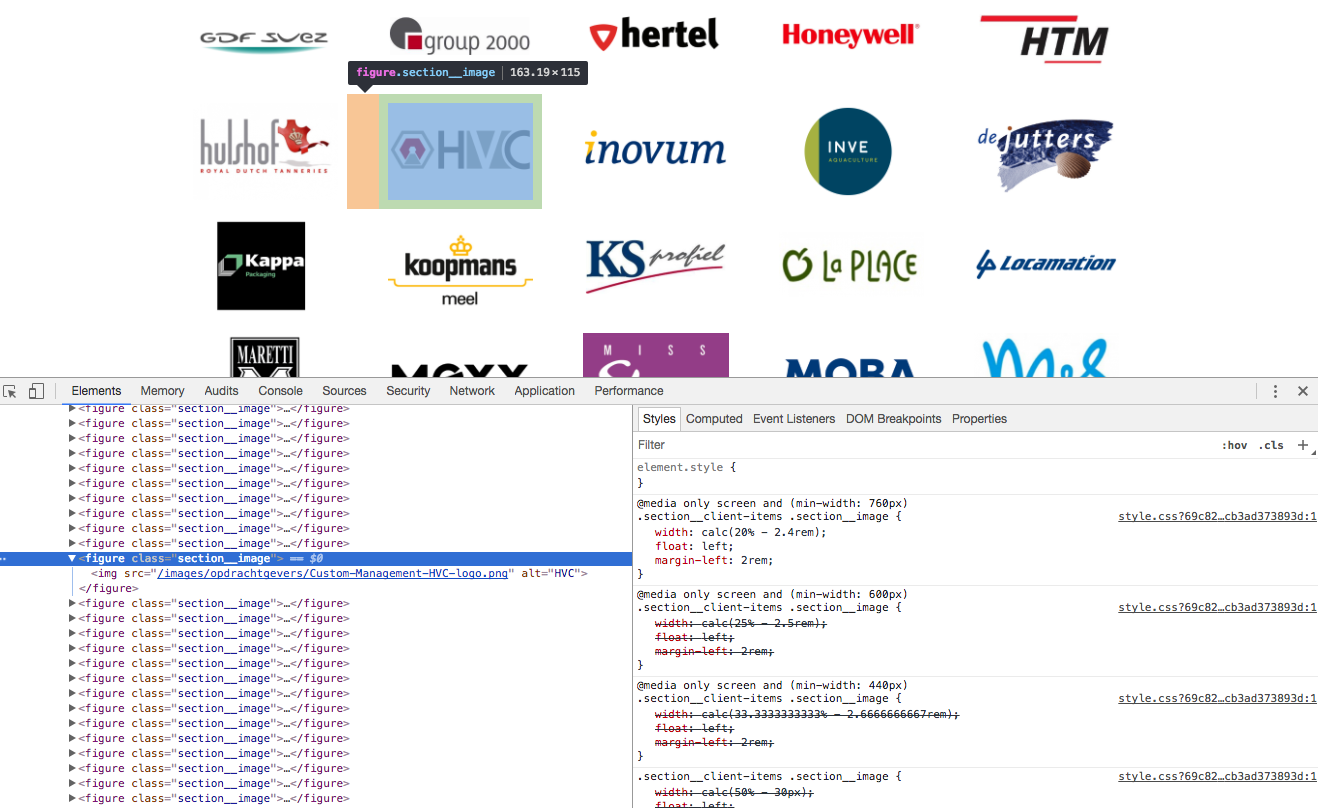 GDF SUEZ
group 2000
hertel
Honeywell
HTM
figure.section__image | 163.19×115
hulshof
ROYAL DUTCH TANNERIES
HVC
inovum
INVE
AQUACULTURE
de jutters
Kappa
Packaging
koopmans
meel
KS profiel
La PLACE
Locamation
MARETTI
MEXX
MISS
MOBA
Elements Memory Audits Console Sources Security Network Application Performance
▶<figure class="section__image">…</figure>
▶<figure class="section__image">…</figure>
▶<figure class="section__image">…</figure>
▶<figure class="section__image">…</figure>
▶<figure class="section__image">…</figure>
▶<figure class="section__image">…</figure>
▶<figure class="section__image">…</figure>
▶<figure class="section__image">…</figure>
▶<figure class="section__image">…</figure>
▶<figure class="section__image">…</figure>
▼<figure class="section__image"> == $0
<img src="/images/opdrachtgevers/Custom-Management-HVC-logo.png" alt="HVC">
</figure>
▶<figure class="section__image">…</figure>
▶<figure class="section__image">…</figure>
▶<figure class="section__image">…</figure>
▶<figure class="section__image">…</figure>
▶<figure class="section__image">…</figure>
▶<figure class="section__image">…</figure>
▶<figure class="section__image">…</figure>
▶<figure class="section__image">…</figure>
▶<figure class="section__image">…</figure>
▶<figure class="section__image">…</figure>
▶<figure class="section__image">…</figure>
▶<figure class="section__image">…</figure>
▶<figure class="section__image">…</figure>
▶<figure class="section__image">…</figure>
Styles Computed Event Listeners DOM Breakpoints Properties
Filter :hov .cls +
element.style {
}
@media only screen and (min-width: 760px)
.section__client-items .section__image { style.css?69c82…cb3ad373893d:1
width: calc(20% - 2.4rem);
float: left;
margin-left: 2rem;
}
@media only screen and (min-width: 600px)
.section__client-items .section__image { style.css?69c82…cb3ad373893d:1
width: calc(25% - 2.5rem);
float: left;
margin-left: 2rem;
}
@media only screen and (min-width: 440px)
.section__client-items .section__image { style.css?69c82…cb3ad373893d:1
width: calc(33.3333333333% - 2.6666666667rem);
float: left;
margin-left: 2rem;
}
.section__client-items .section__image { style.css?69c82…cb3ad373893d:1
width: calc(50% - 30px);
float: left;